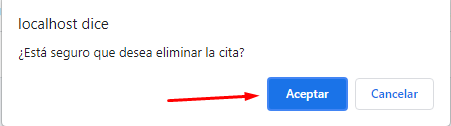 localhost dice
¿Está seguro que desea eliminar la cita?
Aceptar Cancelar